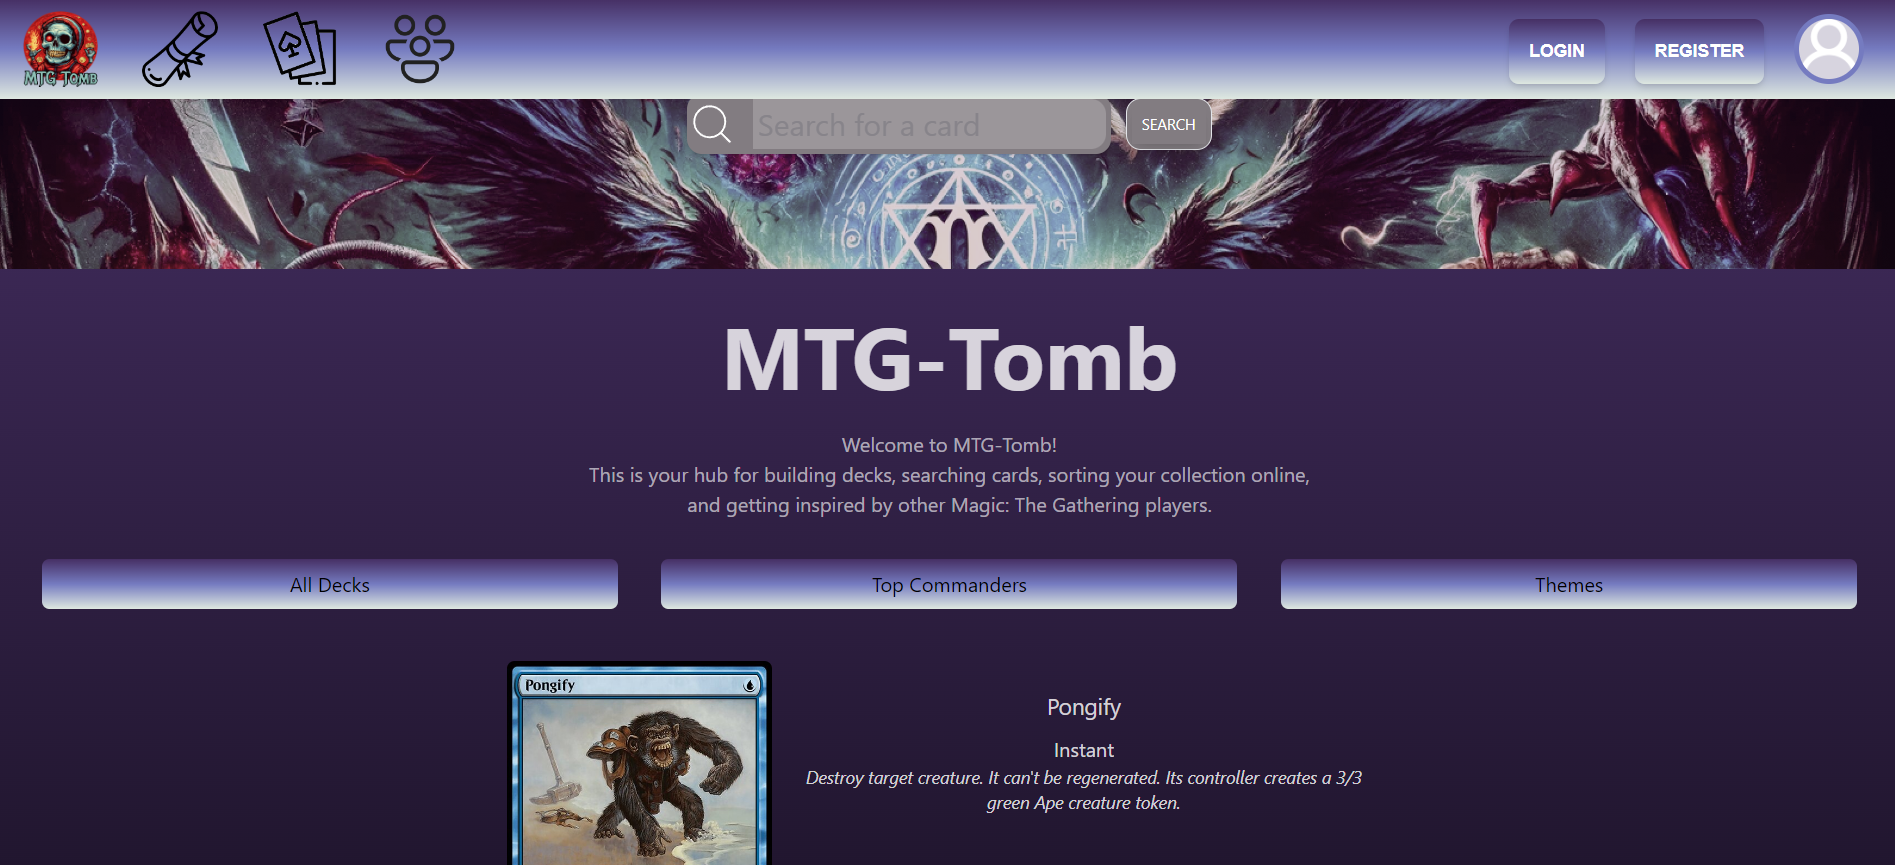 MTG TOMB
LOGIN
REGISTER
Search for a card
SEARCH
MTG-Tomb
Welcome to MTG-Tomb!
This is your hub for building decks, searching cards, sorting your collection online,
and getting inspired by other Magic: The Gathering players.
All Decks
Top Commanders
Themes
Pongify
Pongify
Instant
Destroy target creature. It can't be regenerated. Its controller creates a 3/3
green Ape creature token.